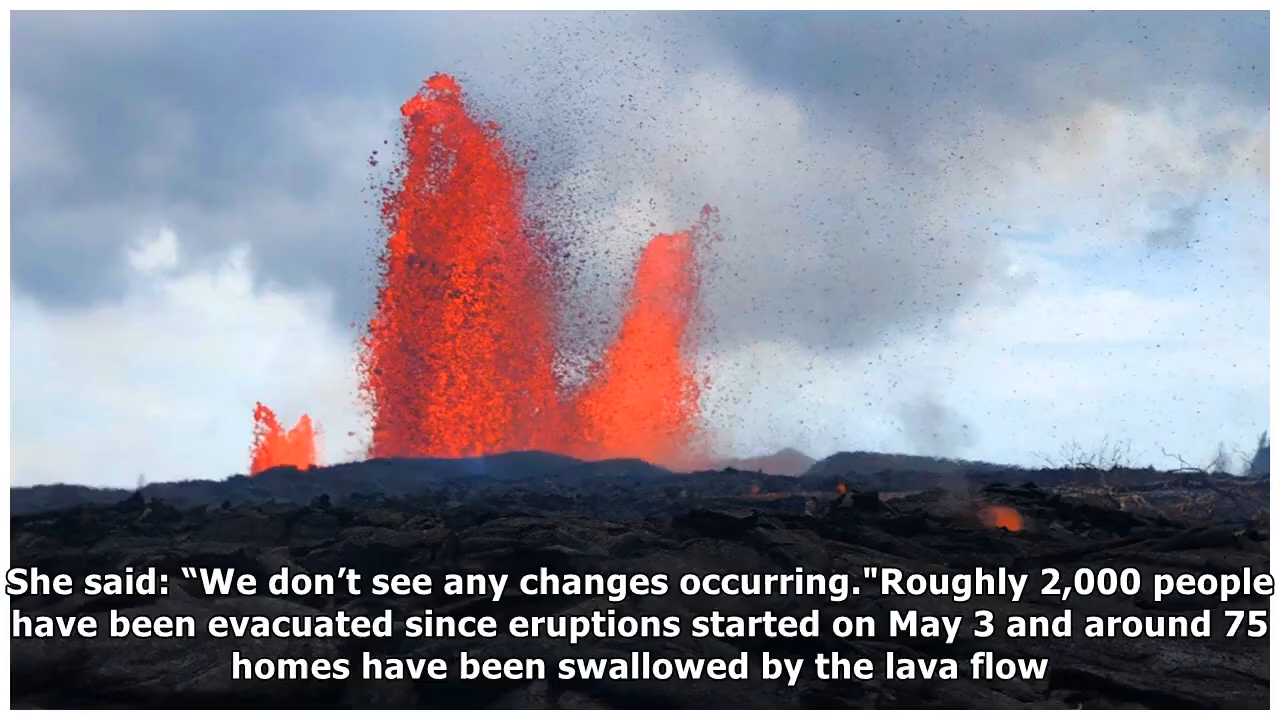 She said: “We don’t see any changes occurring."Roughly 2,000 people
have been evacuated since eruptions started on May 3 and around 75
homes have been swallowed by the lava flow